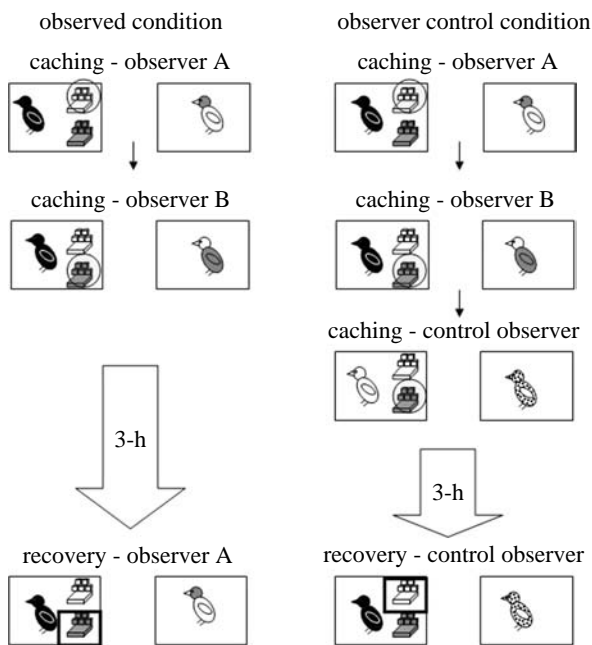 observed condition
caching - observer A
caching - observer B
3-h
recovery - observer A
observer control condition
caching - observer A
caching - observer B
caching - control observer
3-h
recovery - control observer